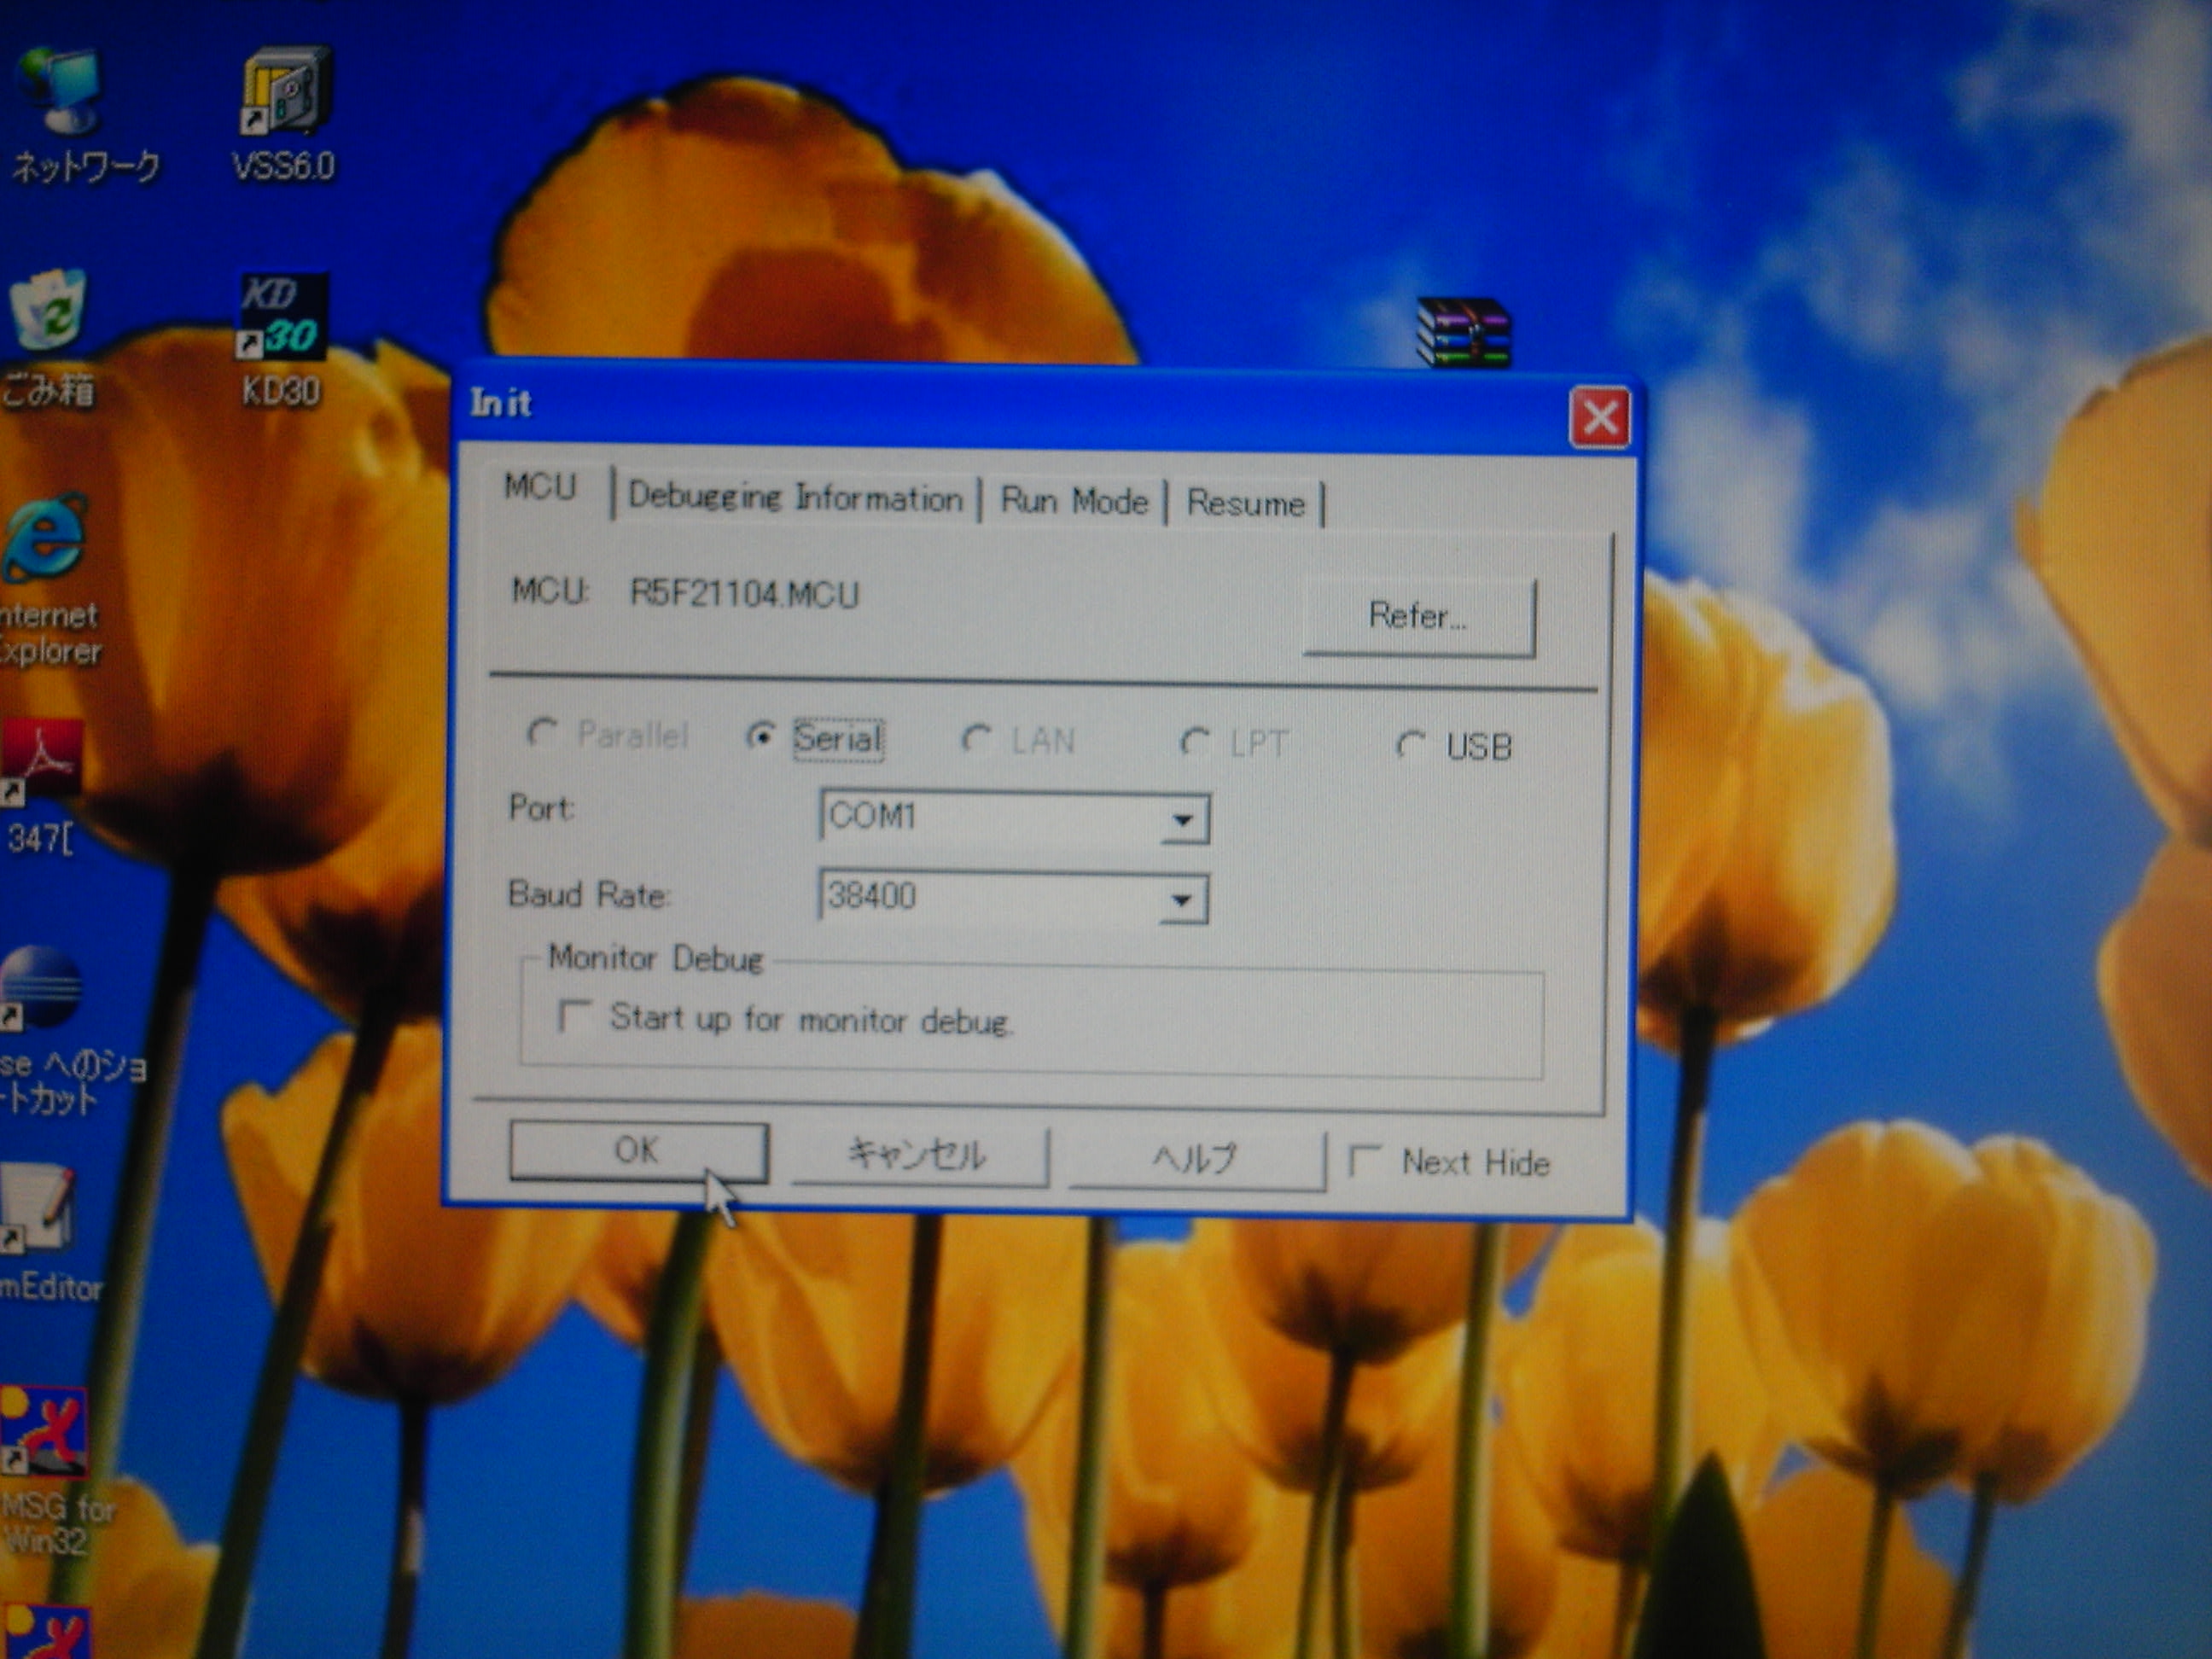 ネットワーク
VSS6.0
ごみ箱
KD
30
KD30
nternet
Explorer
347[
se へのショ
ートカット
mEditor
MSG for
Win32
Init
MCU
Debugging Information
Run Mode
Resume
MCU:
R5F21104.MCU
Refer...
Parallel
Serial
LAN
LPT
USB
Port:
COM1
Baud Rate:
38400
Monitor Debug
Start up for monitor debug.
OK
キャンセル
ヘルプ
Next Hide